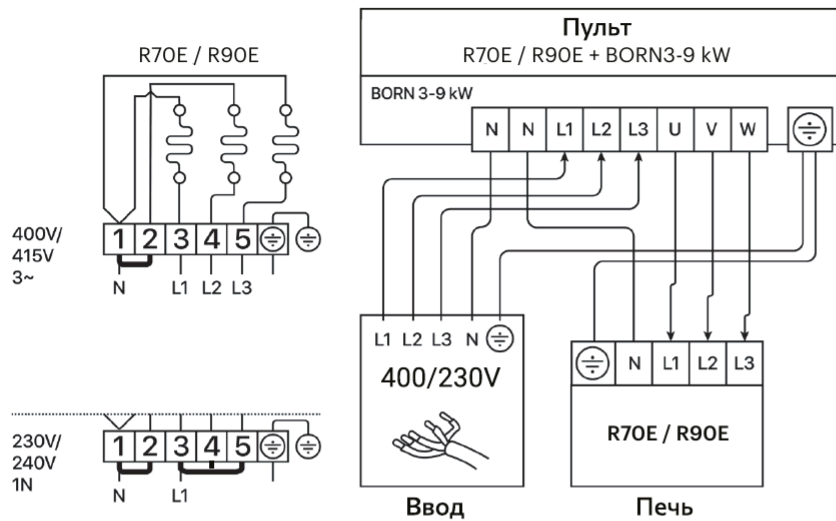 R70E / R90E
400V/
415V
3~
1 2 3 4 5
N L1 L2 L3
230V/
240V
1N
1 2 3 4 5
N L1
Пульт
R70E / R90E + BORN3-9 kW
BORN 3-9 kW
N N L1 L2 L3 U V W
L1 L2 L3 N
400/230V
Ввод
N L1 L2 L3
R70E / R90E
Печь